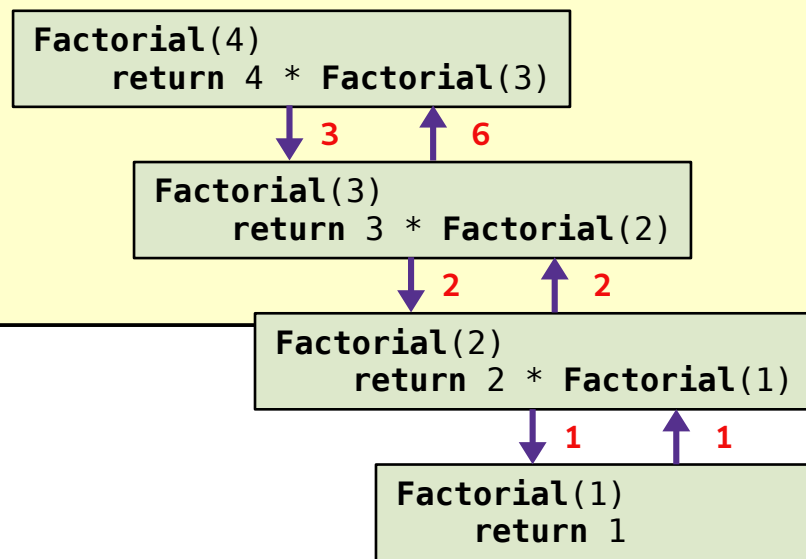 Factorial(4)
return 4 * Factorial(3)
3 6
Factorial(3)
return 3 * Factorial(2)
2 2
Factorial(2)
return 2 * Factorial(1)
1 1
Factorial(1)
return 1